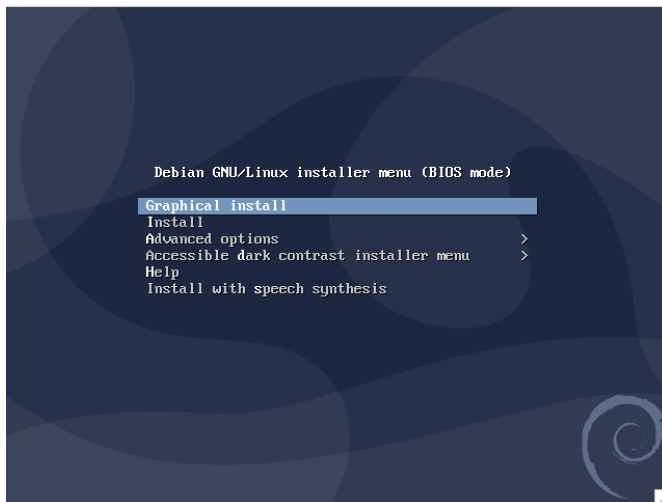 Debian GNU/Linux installer menu (BIOS mode)
Graphical install
Install
Advanced options >
Accessible dark contrast installer menu >
Help
Install with speech synthesis